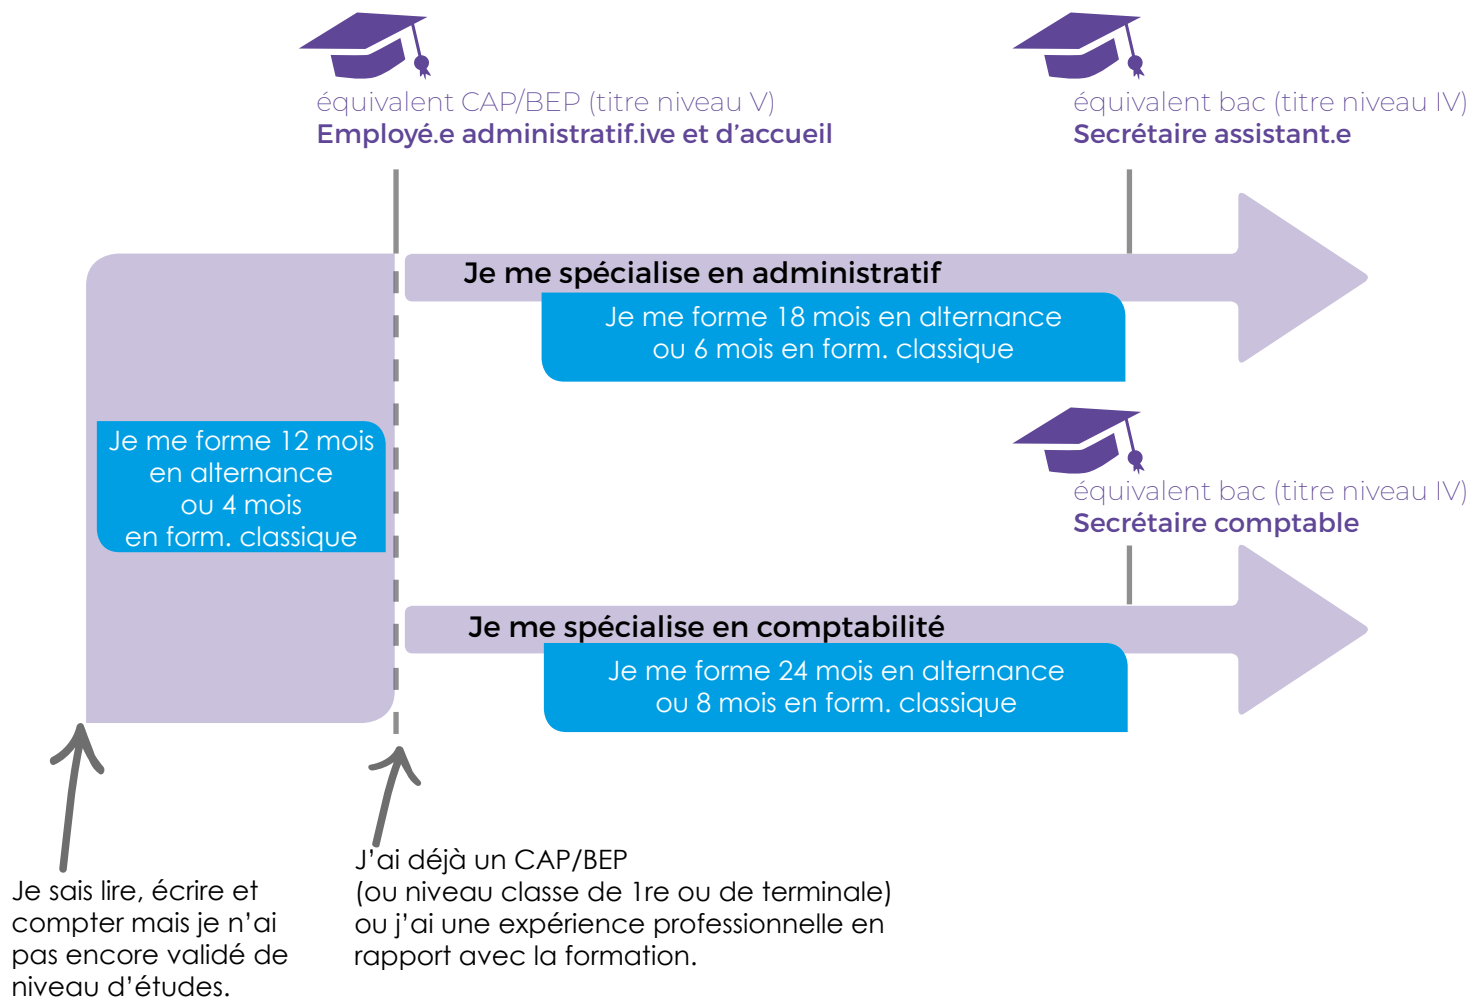 équivalent CAP/BEP (titre niveau V)
Employé.e administratif.ive et d’accueil
équivalent bac (titre niveau IV)
Secrétaire assistant.e
Je me spécialise en administratif
Je me forme 18 mois en alternance
ou 6 mois en form. classique
Je me forme 12 mois
en alternance
ou 4 mois
en form. classique
équivalent bac (titre niveau IV)
Secrétaire comptable
Je me spécialise en comptabilité
Je me forme 24 mois en alternance
ou 8 mois en form. classique
Je sais lire, écrire et
compter mais je n’ai
pas encore validé de
niveau d’études.
J’ai déjà un CAP/BEP
(ou niveau classe de 1re ou de terminale)
ou j’ai une expérience professionnelle en
rapport avec la formation.